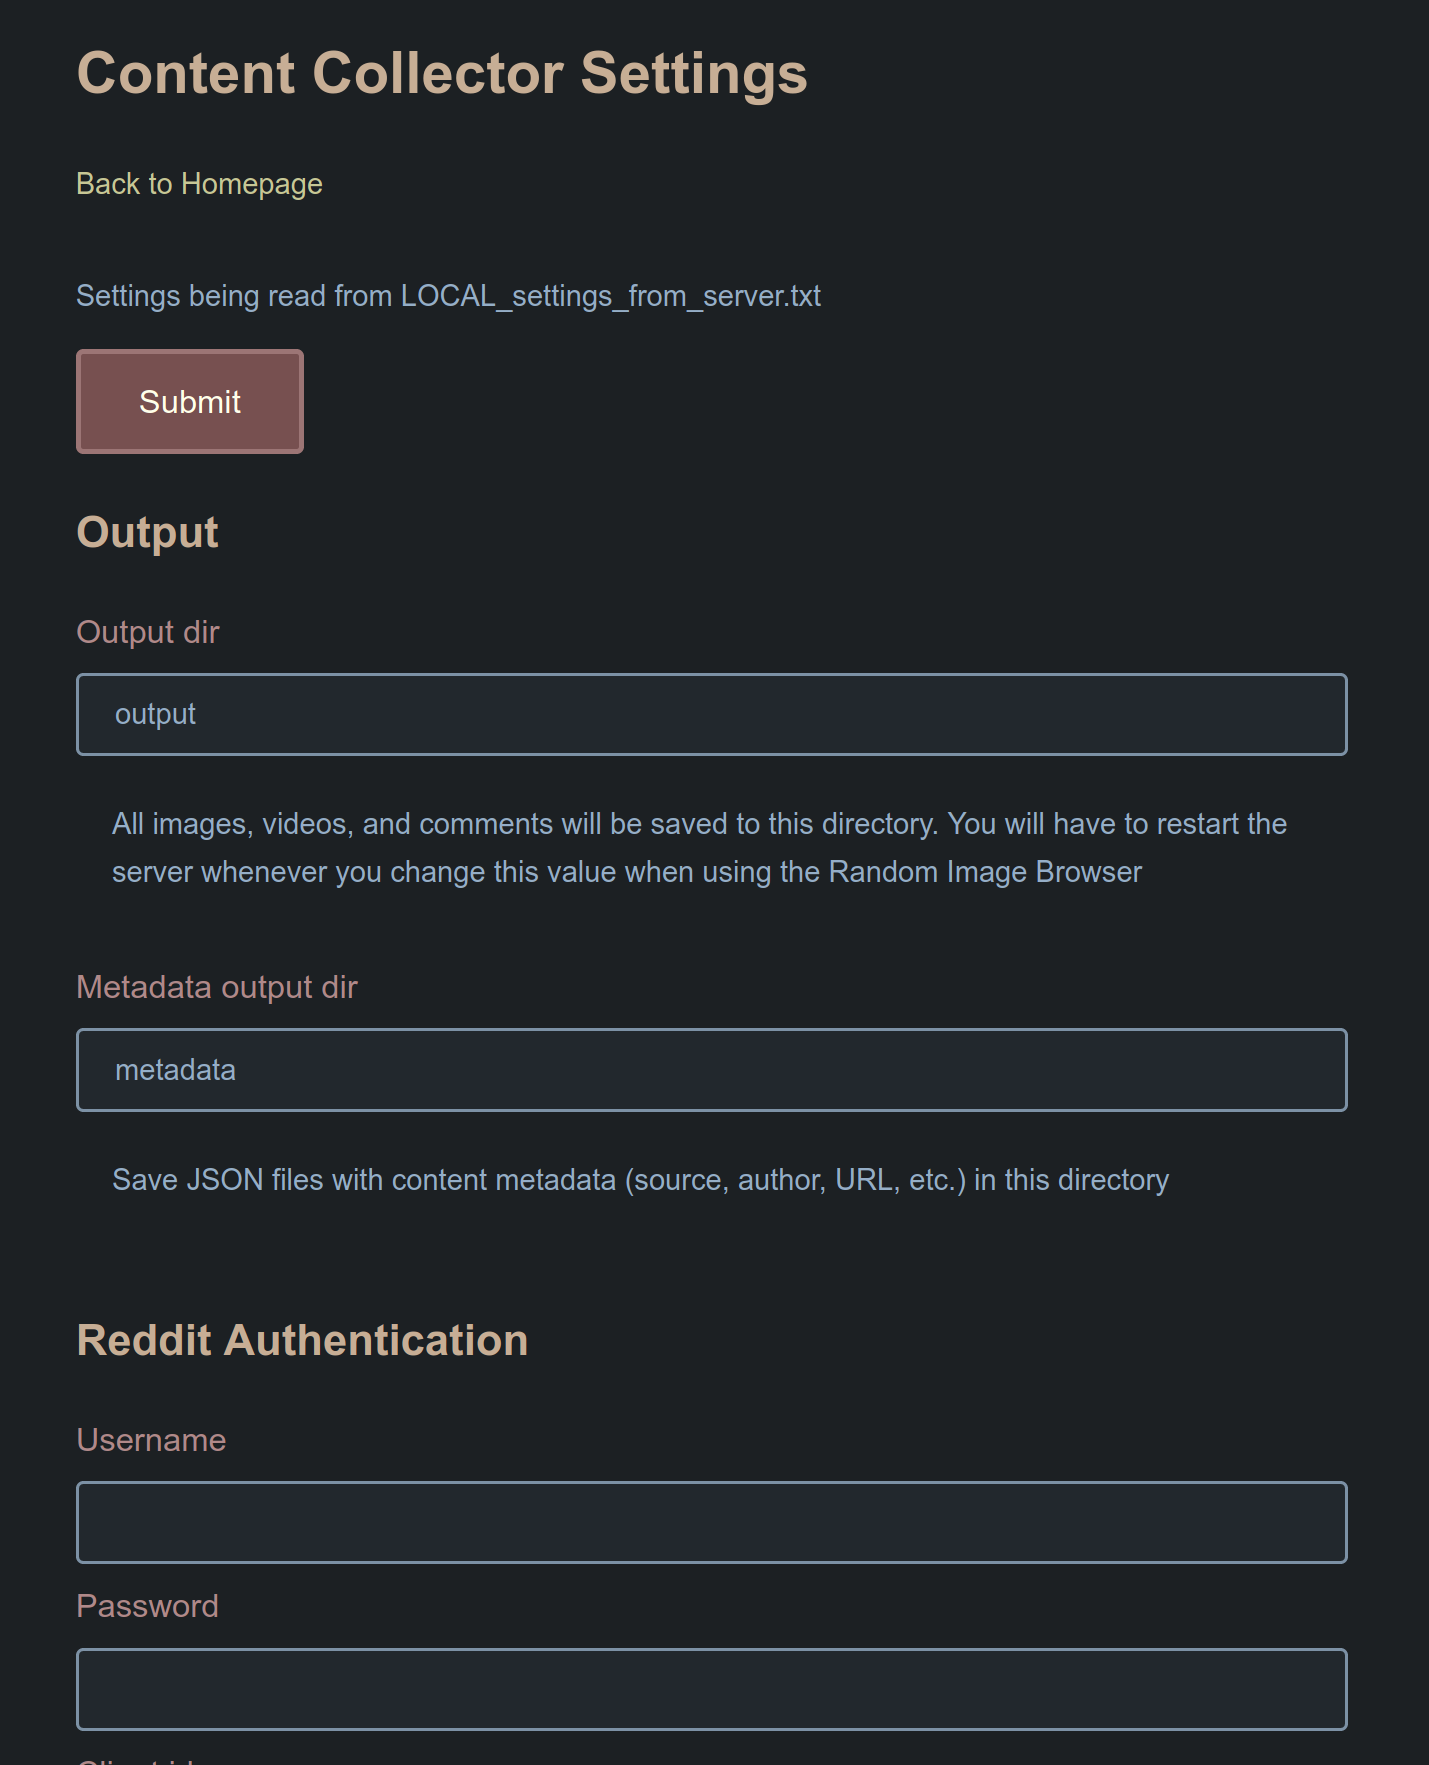 Content Collector Settings
Back to Homepage
Settings being read from LOCAL_settings_from_server.txt
Submit
Output
Output dir
output
All images, videos, and comments will be saved to this directory. You will have to restart the
server whenever you change this value when using the Random Image Browser
Metadata output dir
metadata
Save JSON files with content metadata (source, author, URL, etc.) in this directory
Reddit Authentication
Username
Password
Client id